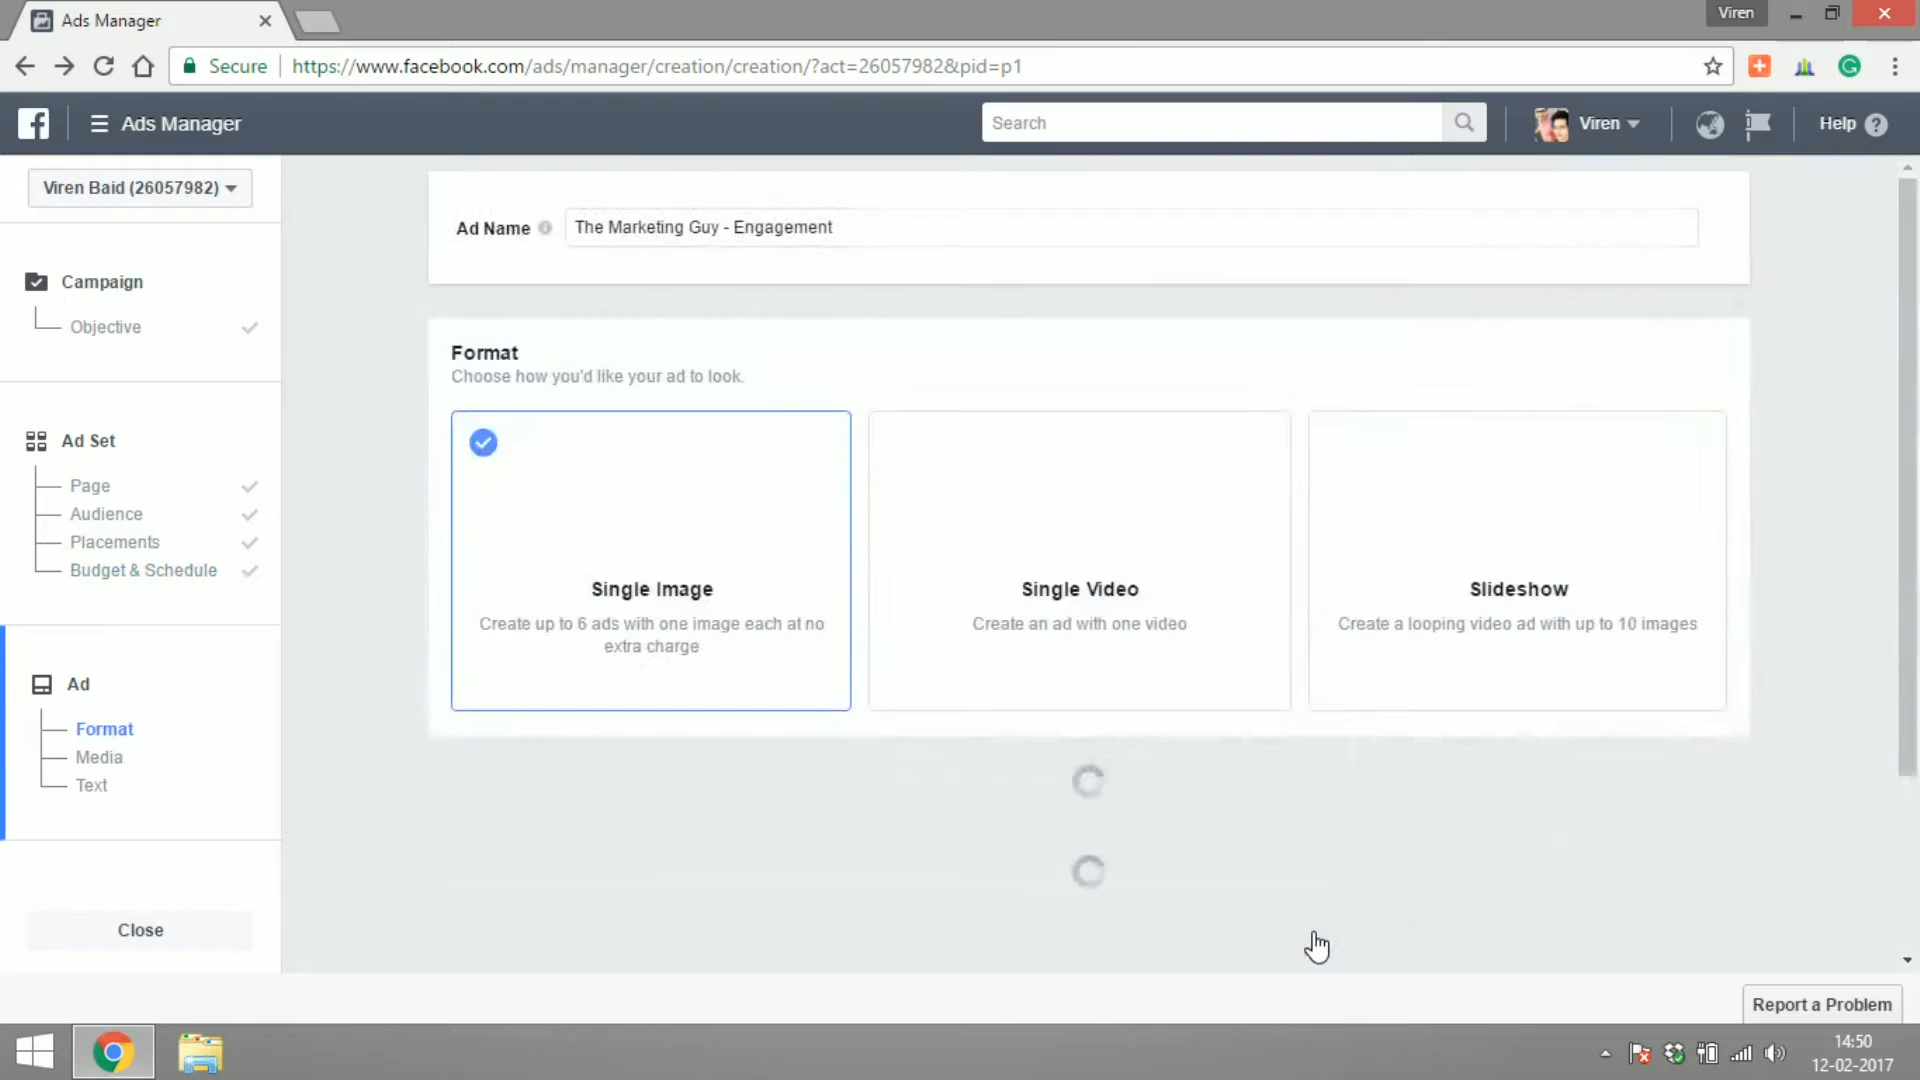 Ads Manager
Viren
Secure
https://www.facebook.com/ads/manager/creation/creation/?act=26057982&pid=p1
Ads Manager
Search
Viren
Help
Viren Baid (26057982)
Ad Name
The Marketing Guy - Engagement
Campaign
Objective
Format
Choose how you'd like your ad to look.
Ad Set
Page
Audience
Placements
Budget & Schedule
Single Image
Create up to 6 ads with one image each at no
extra charge
Single Video
Create an ad with one video
Slideshow
Create a looping video ad with up to 10 images
Ad
Format
Media
Text
Close
Report a Problem
14:50
12-02-2017